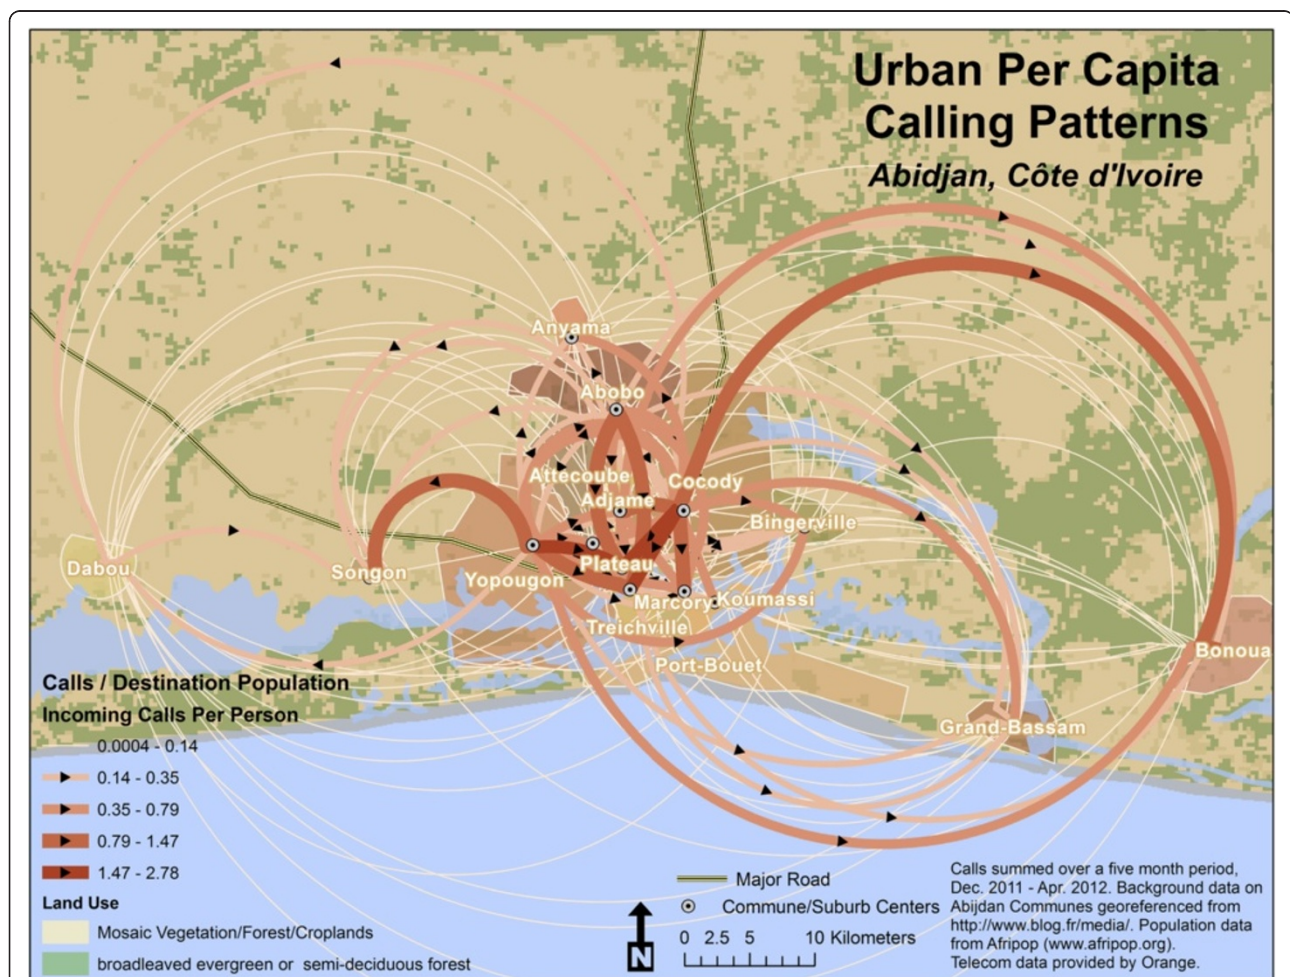 Urban Per Capita
Calling Patterns
Abidjan, Côte d'Ivoire
Anyama
Abobo
Attecoube
Cocody
Adjame
Bingerville
Dabou
Songon
Plateau
Yopougon
Marcory
Koumassi
Treichville
Port-Bouet
Bonoua
Grand-Bassam
Calls / Destination Population
Incoming Calls Per Person
0.0004 - 0.14
0.14 - 0.35
0.35 - 0.79
0.79 - 1.47
1.47 - 2.78
Land Use
Mosaic Vegetation/Forest/Croplands
broadleaved evergreen or semi-deciduous forest
Major Road
Commune/Suburb Centers
N
0 2.5 5 10 Kilometers
Calls summed over a five month period,
Dec. 2011 - Apr. 2012. Background data on
Abijdan Communes georeferenced from
http://www.blog.fr/media/. Population data
from Afripop (www.afripop.org).
Telecom data provided by Orange.